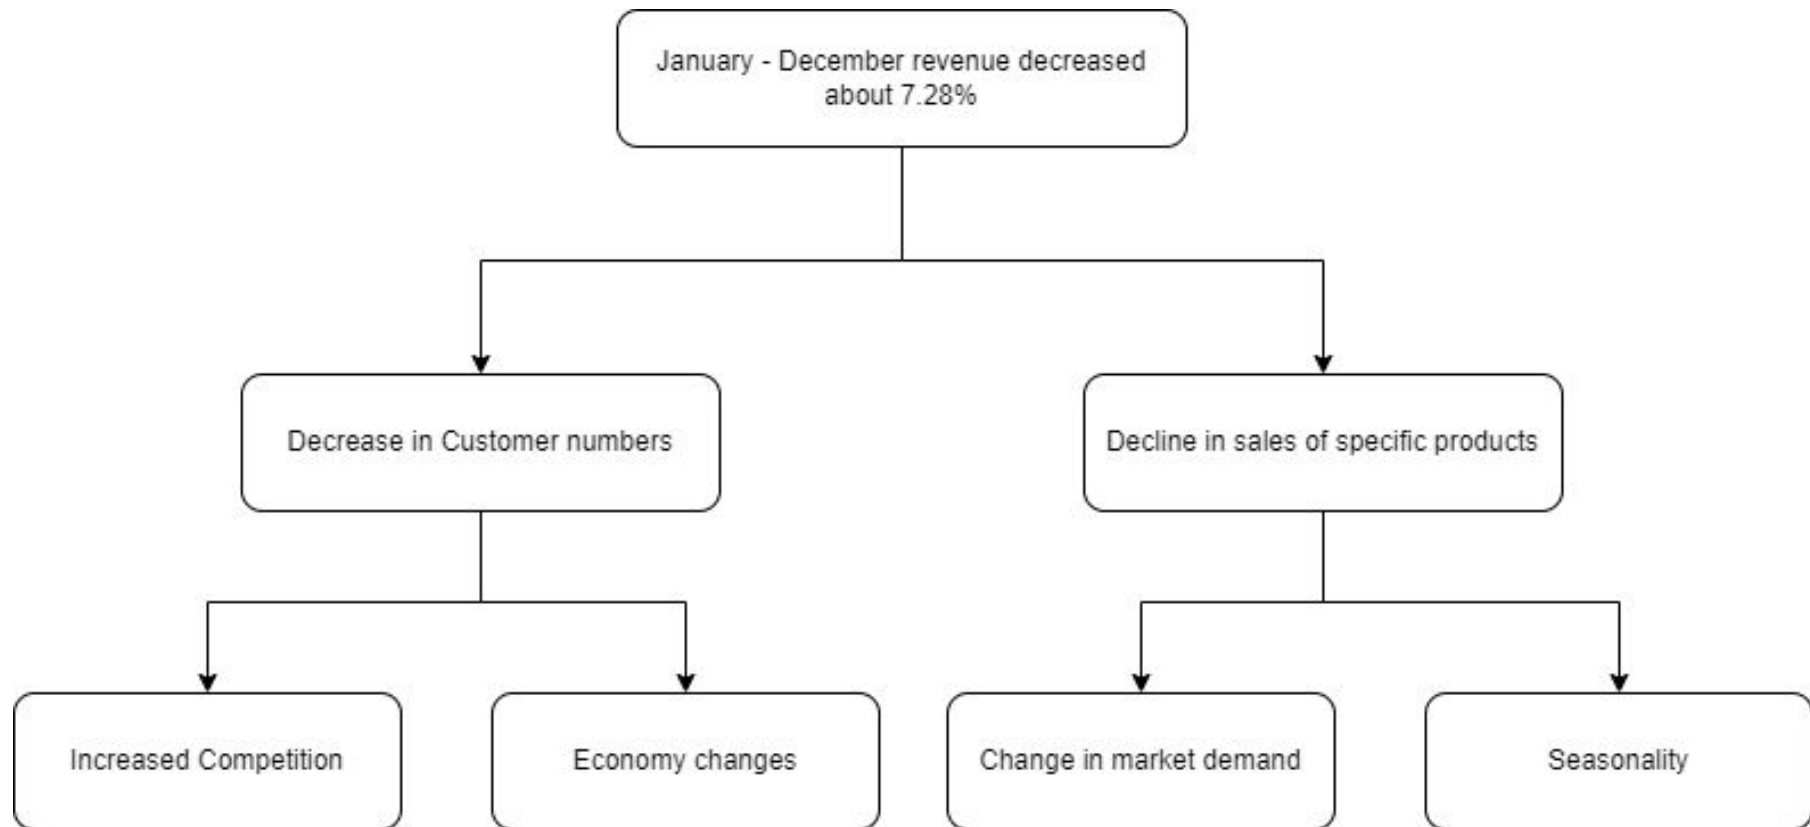 January - December revenue decreased
about 7.28%
Decrease in Customer numbers
Decline in sales of specific products
Increased Competition
Economy changes
Change in market demand
Seasonality